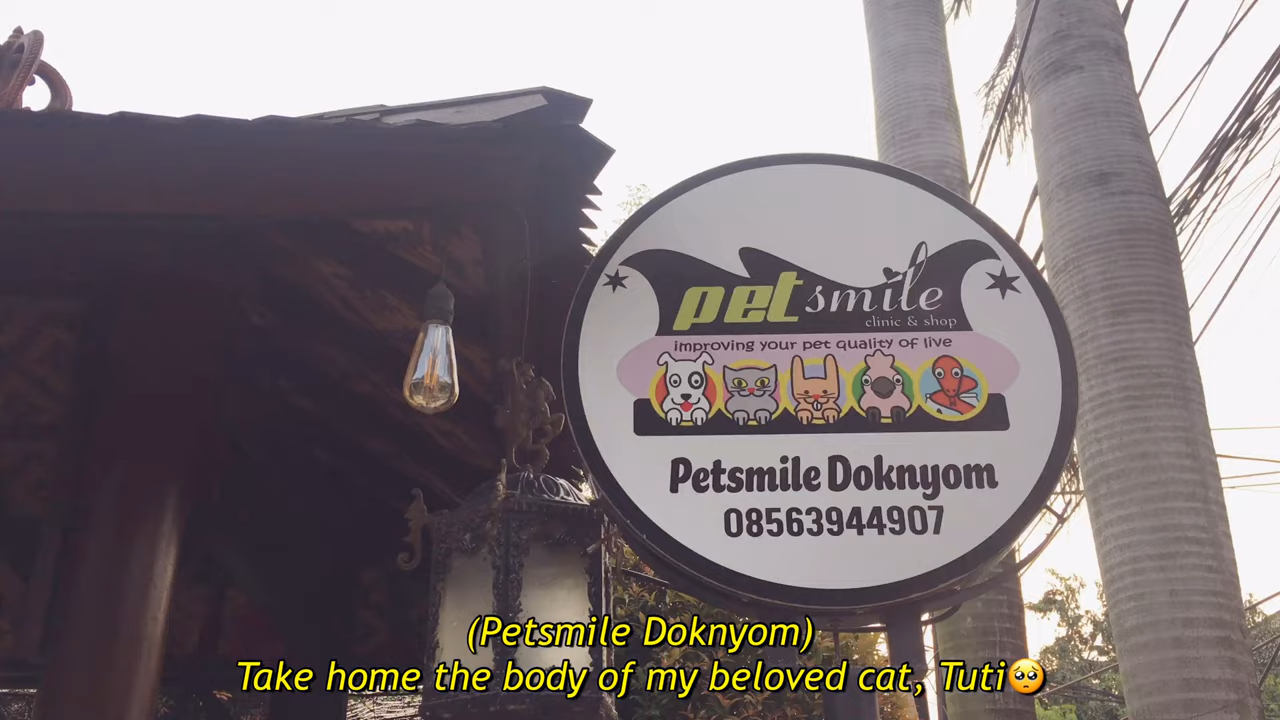 pet smile
clinic & shop
improving your pet quality of live
Petsmile Doknyom
08563944907
(Petsmile Doknyom)
Take home the body of my beloved cat, Tuti🥺